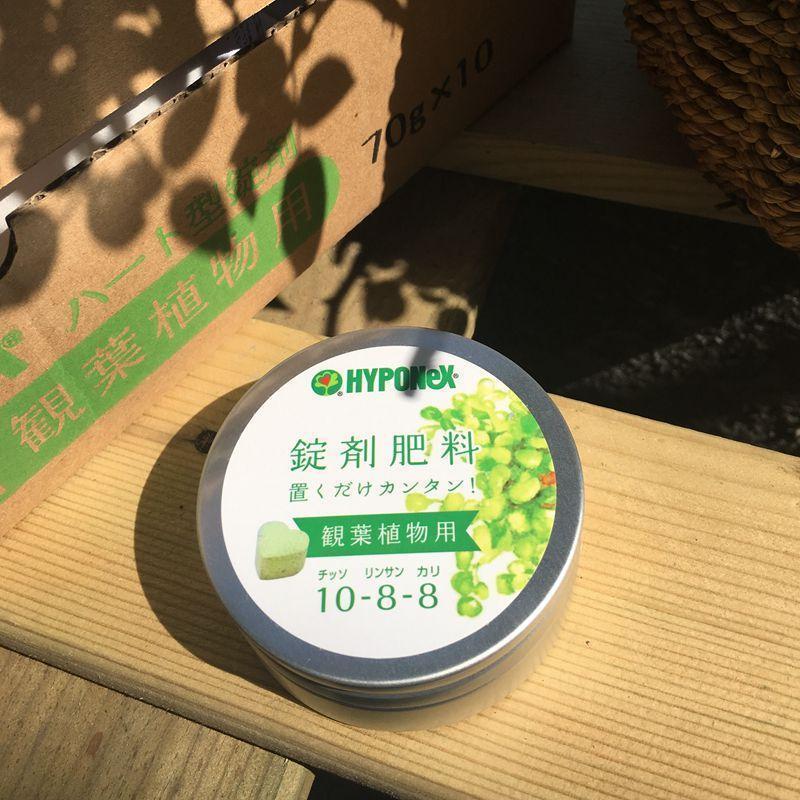 70g×10
ハート型錠剤
観葉植物用
HYPONeX®
錠剤肥料
置くだけカンタン!
観葉植物用
チッソ リンサン カリ
10-8-8